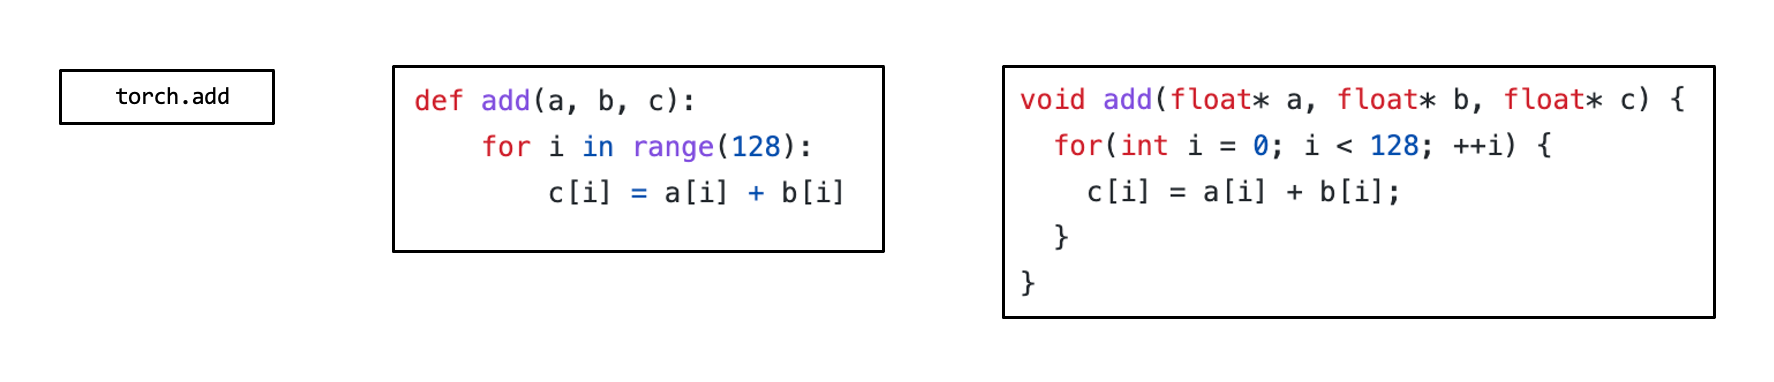 torch.add
def add(a, b, c):
    for i in range(128):
        c[i] = a[i] + b[i]
void add(float* a, float* b, float* c) {
  for(int i = 0; i < 128; ++i) {
    c[i] = a[i] + b[i];
  }
}